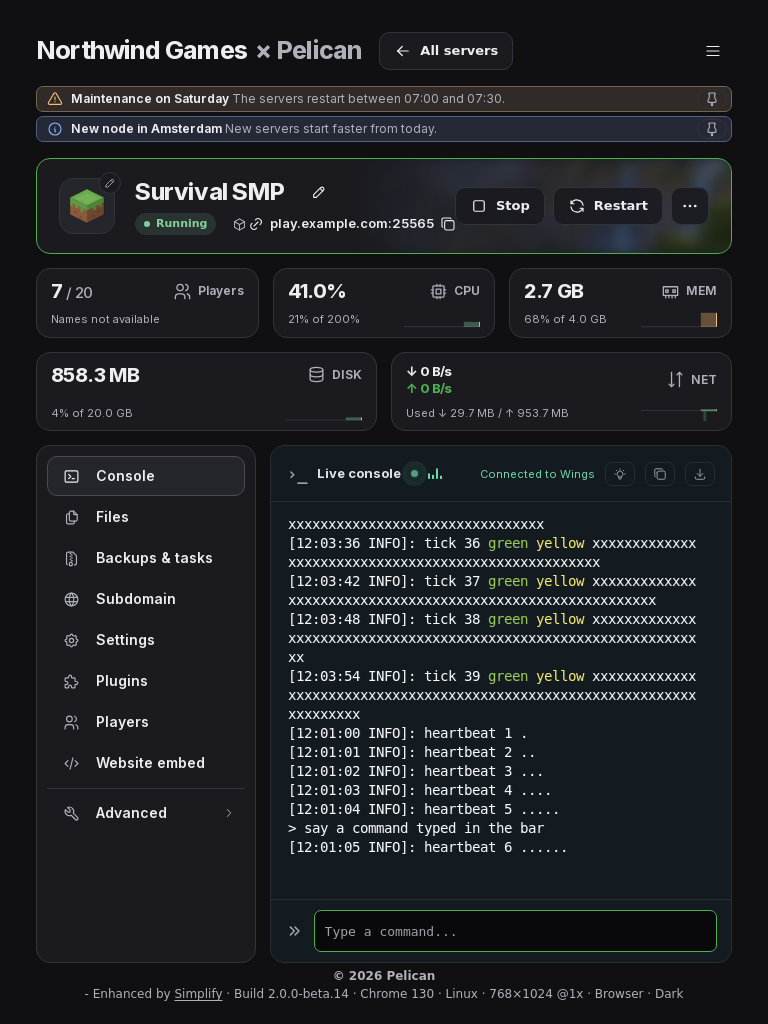 Northwind Games × Pelican All servers
Maintenance on Saturday The servers restart between 07:00 and 07:30.
New node in Amsterdam New servers start faster from today.
Survival SMP
Running play.example.com:25565
Stop Restart
7 / 20 Players
Names not available
41.0% CPU
21% of 200%
2.7 GB MEM
68% of 4.0 GB
858.3 MB DISK
4% of 20.0 GB
↓ 0 B/s
↑ 0 B/s
NET
Used ↓ 29.7 MB / ↑ 953.7 MB
Console
Files
Backups & tasks
Subdomain
Settings
Plugins
Players
Website embed
Advanced
>_ Live console Connected to Wings
xxxxxxxxxxxxxxxxxxxxxxxxxxxxxxxx
[12:03:36 INFO]: tick 36 green yellow xxxxxxxxxxxxx
xxxxxxxxxxxxxxxxxxxxxxxxxxxxxxxxxxxxxxx
[12:03:42 INFO]: tick 37 green yellow xxxxxxxxxxxxx
xxxxxxxxxxxxxxxxxxxxxxxxxxxxxxxxxxxxxxxxxxxxxx
[12:03:48 INFO]: tick 38 green yellow xxxxxxxxxxxxx
xxxxxxxxxxxxxxxxxxxxxxxxxxxxxxxxxxxxxxxxxxxxxxxxxxx
xx
[12:03:54 INFO]: tick 39 green yellow xxxxxxxxxxxxx
xxxxxxxxxxxxxxxxxxxxxxxxxxxxxxxxxxxxxxxxxxxxxxxxxxx
xxxxxxxxx
[12:01:00 INFO]: heartbeat 1 .
[12:01:01 INFO]: heartbeat 2 ..
[12:01:02 INFO]: heartbeat 3 ...
[12:01:03 INFO]: heartbeat 4 ....
[12:01:04 INFO]: heartbeat 5 .....
> say a command typed in the bar
[12:01:05 INFO]: heartbeat 6 ......
» Type a command...
© 2026 Pelican
- Enhanced by Simplify · Build 2.0.0-beta.14 · Chrome 130 · Linux · 768×1024 @1x · Browser · Dark